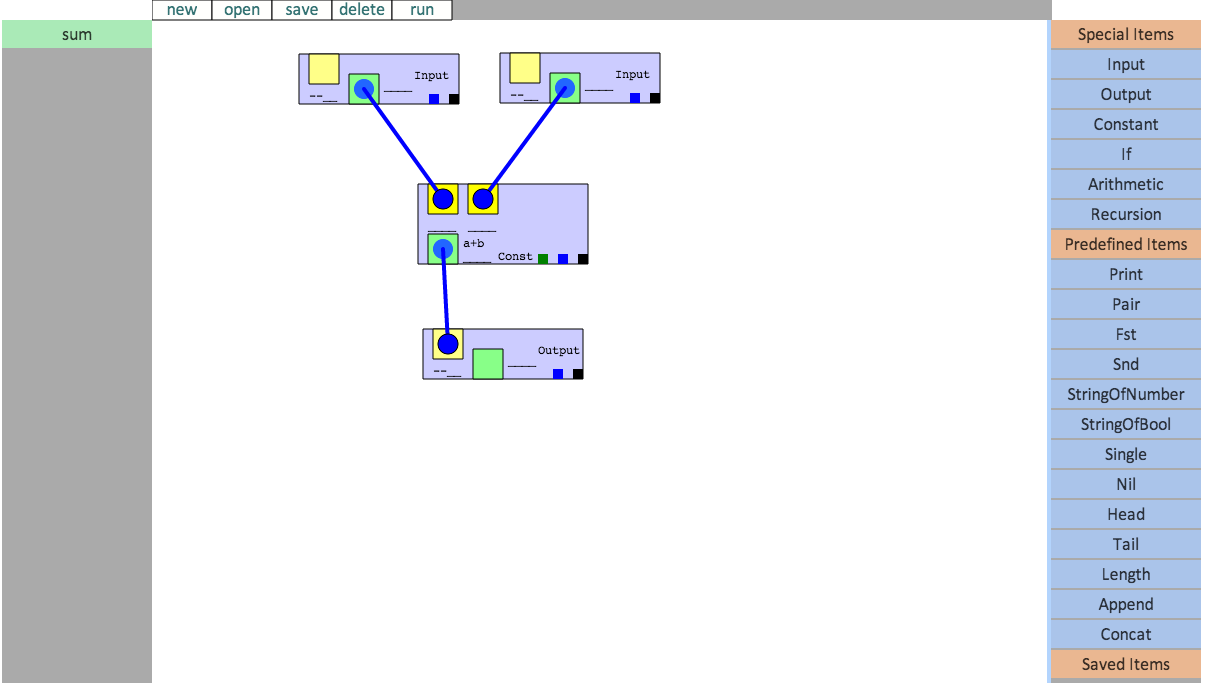 new open save delete run
sum
Input
--__ ____
Input
--__ ____
____ ____
a+b
____ Const
Output
--__ ____
Special Items
Input
Output
Constant
If
Arithmetic
Recursion
Predefined Items
Print
Pair
Fst
Snd
StringOfNumber
StringOfBool
Single
Nil
Head
Tail
Length
Append
Concat
Saved Items